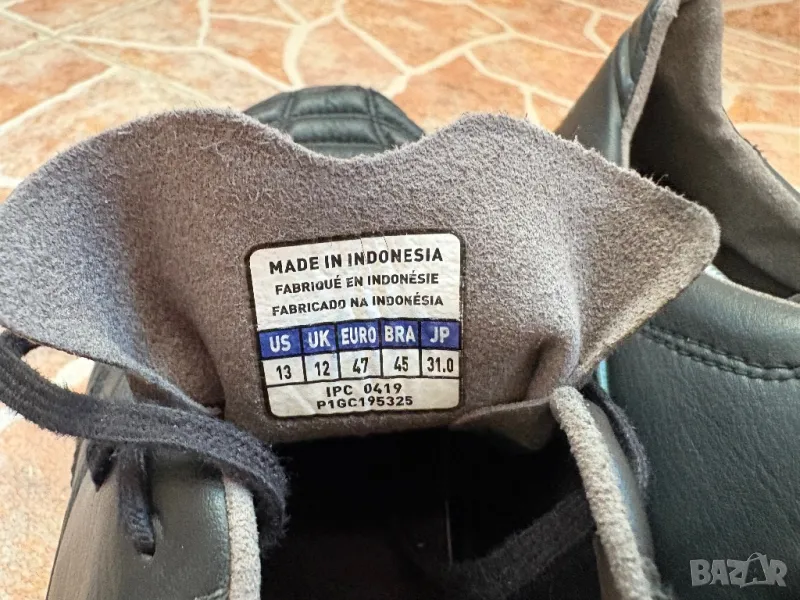 MADE IN INDONESIA
FABRIQUÉ EN INDONÉSIE
FABRICADO NA INDONÉSIA
US UK EURO BRA JP
13 12 47 45 31.0
IPC 0419
P1GC195325
BAZAR